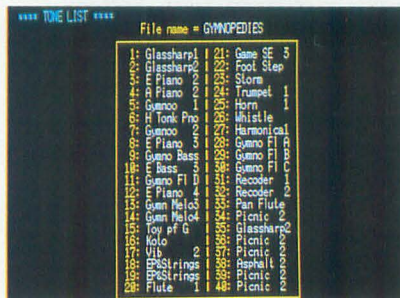 **** TONE LIST ****
File name = GYMNOPEDIES
1: Glassharp1 | 21: Game SE 3
2: Glassharp2 | 22: Foot Step
3: E Piano 2 | 23: Storm
4: A Piano 2 | 24: Trumpet 1
5: Gymnoo 1 | 25: Horn 1
6: H Tonk Pno | 26: Whistle
7: Gymnoo 2 | 27: Harmonica1
8: E Piano 3 | 28: Gymno Fl A
9: Gymno Bass | 29: Gymno Fl B
10: E Bass 3 | 30: Gymno Fl C
11: Gymno Fl D | 31: Recoder 1
12: E Piano 4 | 32: Recoder 2
13: Gymn Melo3 | 33: Pan Flute
14: Gymn Melo4 | 34: Picnic 2
15: Toy pf G | 35: Glassharp2
16: Kolo | 36: Picnic 2
17: Vib 2 | 37: Picnic 2
18: EP&Strings | 38: Asphalt 2
19: EP&Strings | 39: Picnic 2
20: Flute 1 | 40: Picnic 2